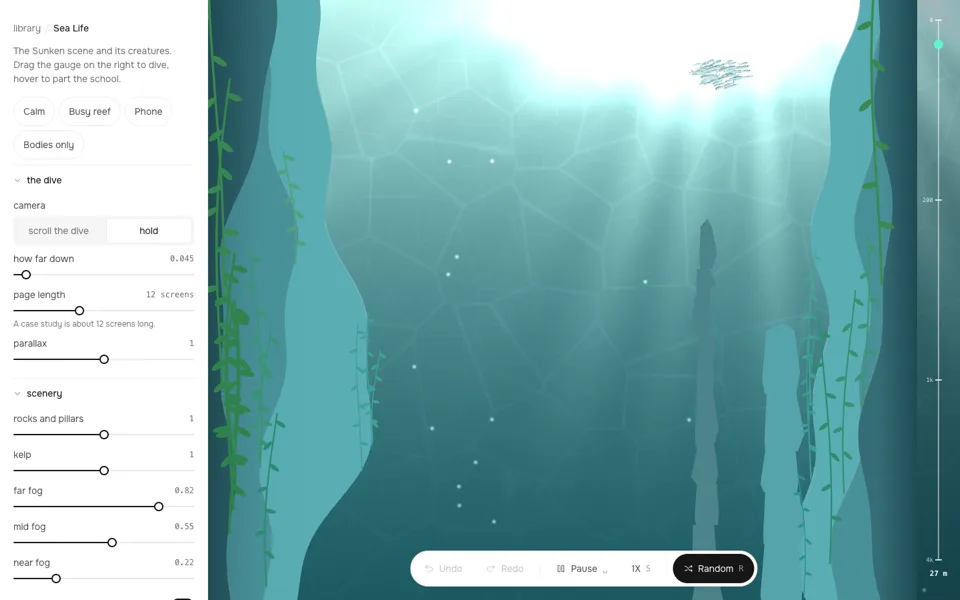 library / Sea Life
The Sunken scene and its creatures.
Drag the gauge on the right to dive,
hover to part the school.
Calm
Busy reef
Phone
Bodies only
the dive
camera
scroll the dive
hold
how far down 0.045
page length 12 screens
A case study is about 12 screens long.
parallax 1
scenery
rocks and pillars 1
kelp 1
far fog 0.82
mid fog 0.55
near fog 0.22
Undo
Redo
Pause
1X S
Random R
0
200
1k
4k
27 m